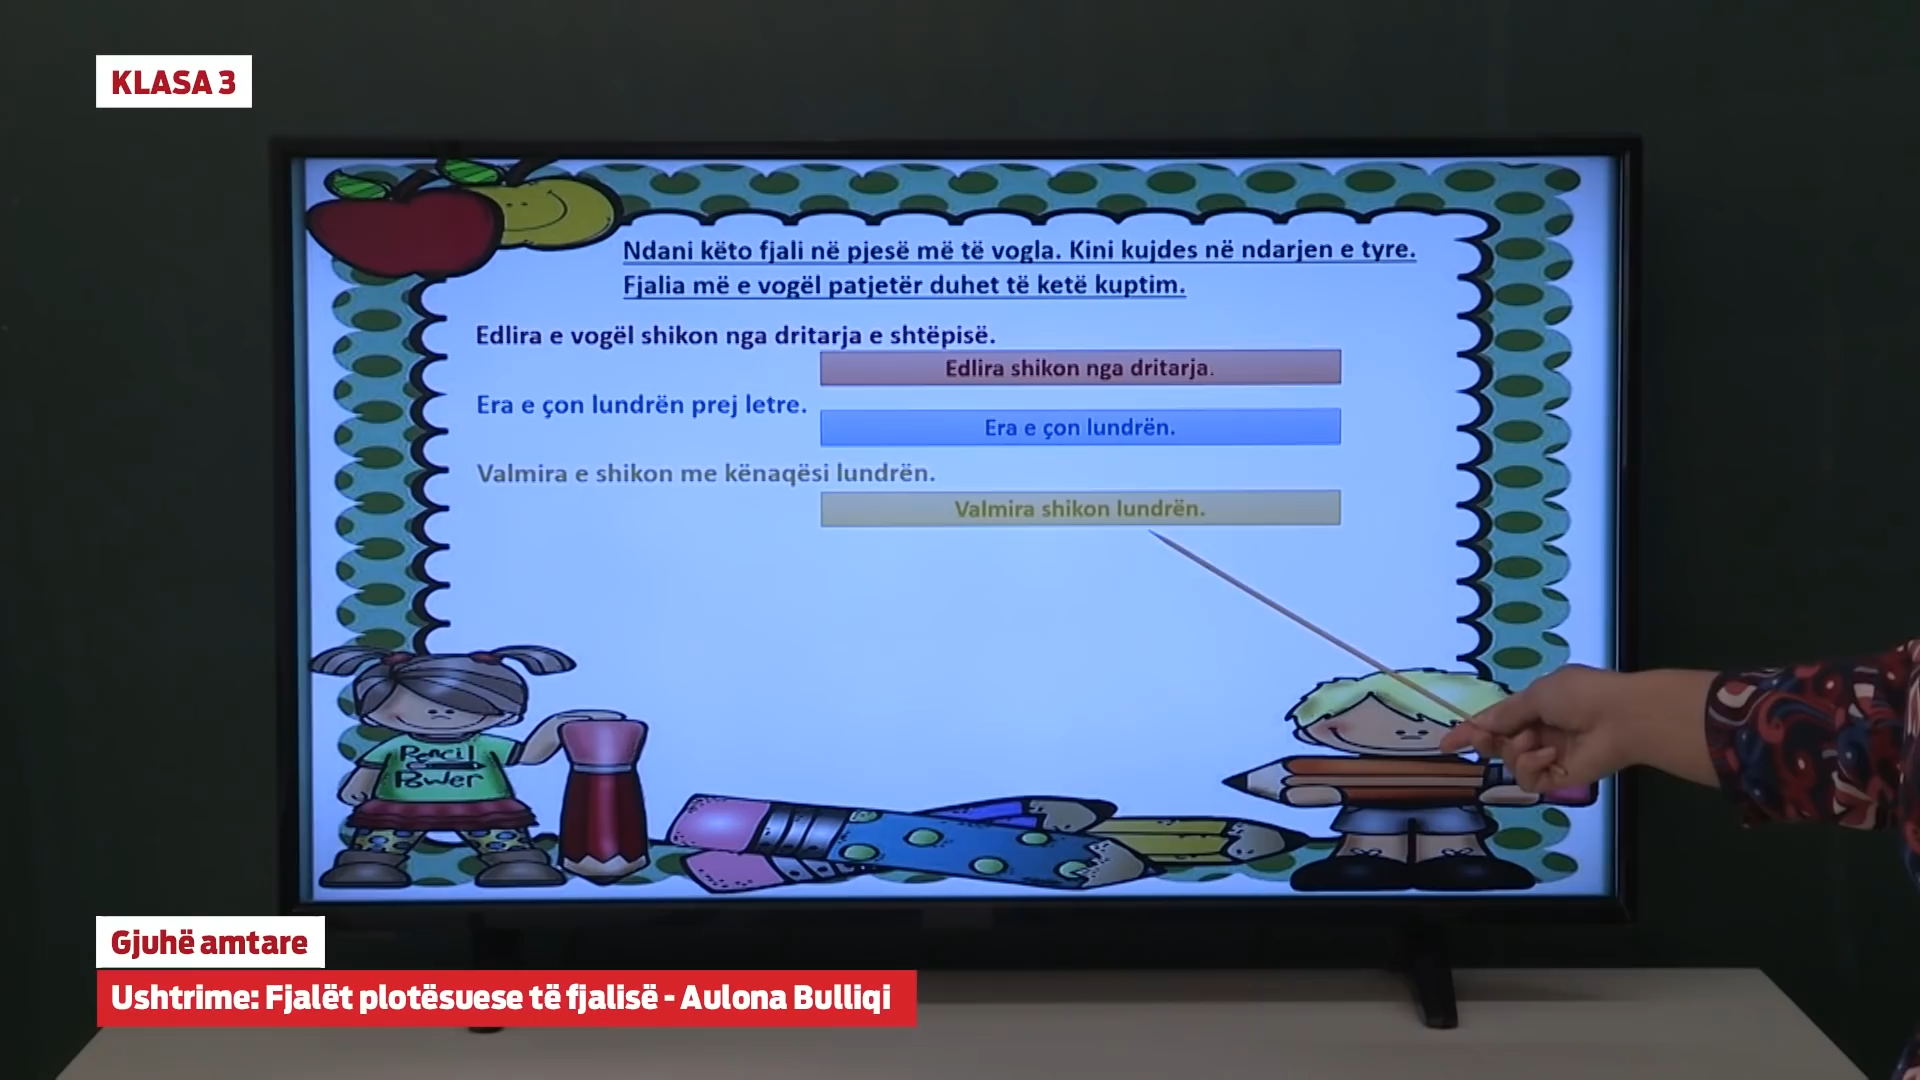 KLASA 3
Ndani këto fjali në pjesë më të vogla. Kini kujdes në ndarjen e tyre.
Fjalia më e vogël patjetër duhet të ketë kuptim.
Edlira e vogël shikon nga dritarja e shtëpisë.
Edlira shikon nga dritarja.
Era e çon lundrën prej letre.
Era e çon lundrën.
Valmira e shikon me kënaqësi lundrën.
Valmira shikon lundrën.
Pencil
Power
Gjuhë amtare
Ushtrime: Fjalët plotësuese të fjalisë - Aulona Bulliqi